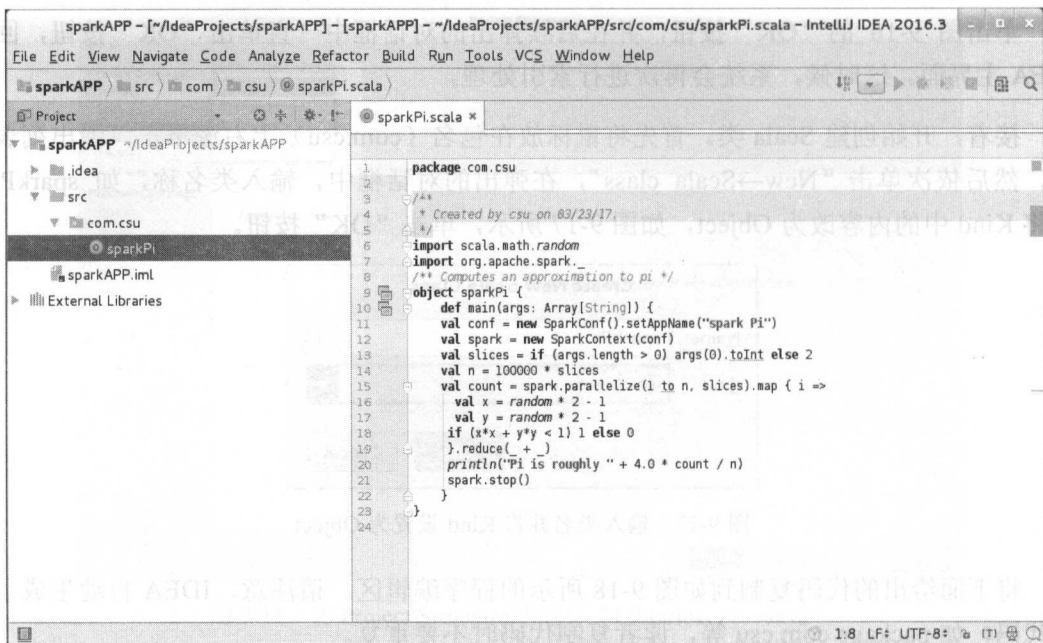 sparkAPP - [~/IdeaProjects/sparkAPP] - [sparkAPP] - ~/IdeaProjects/sparkAPP/src/com/csu/sparkPi.scala - IntelliJ IDEA 2016.3
File Edit View Navigate Code Analyze Refactor Build Run Tools VCS Window Help
sparkAPP src com csu sparkPi.scala
Project
sparkPi.scala
sparkAPP ~/IdeaProjects/sparkAPP
.idea
src
com.csu
sparkPi
sparkAPP.iml
External Libraries
1 package com.csu
2
3 /**
4 * Created by csu on 03/23/17.
5 */
6 import scala.math.random
7 import org.apache.spark._
8 /** Computes an approximation to pi */
9 object sparkPi {
10 def main(args: Array[String]) {
11 val conf = new SparkConf().setAppName("spark Pi")
12 val spark = new SparkContext(conf)
13 val slices = if (args.length > 0) args(0).toInt else 2
14 val n = 100000 * slices
15 val count = spark.parallelize(1 to n, slices).map { i =>
16 val x = random * 2 - 1
17 val y = random * 2 - 1
18 if (x*x + y*y < 1) 1 else 0
19 }.reduce(_ + _)
20 println("Pi is roughly " + 4.0 * count / n)
21 spark.stop()
22 }
23 }
24
1:8 LF UTF-8